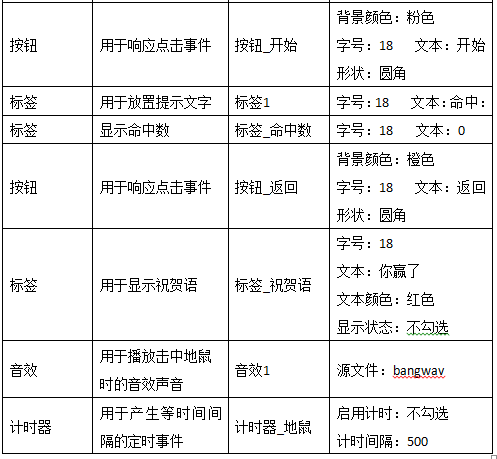 背景颜色：粉色
按钮 用于响应点击事件 按钮_开始 字号：18 文本：开始
形状：圆角
标签 用于放置提示文字 标签1 字号：18 文本：命中：
标签 显示命中数 标签_命中数 字号：18 文本：0
背景颜色：橙色
按钮 用于响应点击事件 按钮_返回 字号：18 文本：返回
形状：圆角
字号：18
文本：你赢了
标签 用于显示祝贺语 标签_祝贺语
文本颜色：红色
显示状态：不勾选
用于播放击中地鼠
音效 音效1 源文件：bangwav
时的音效声音
用于产生等时间间 启用计时：不勾选
计时器 计时器_地鼠
隔的定时事件 计时间隔：500